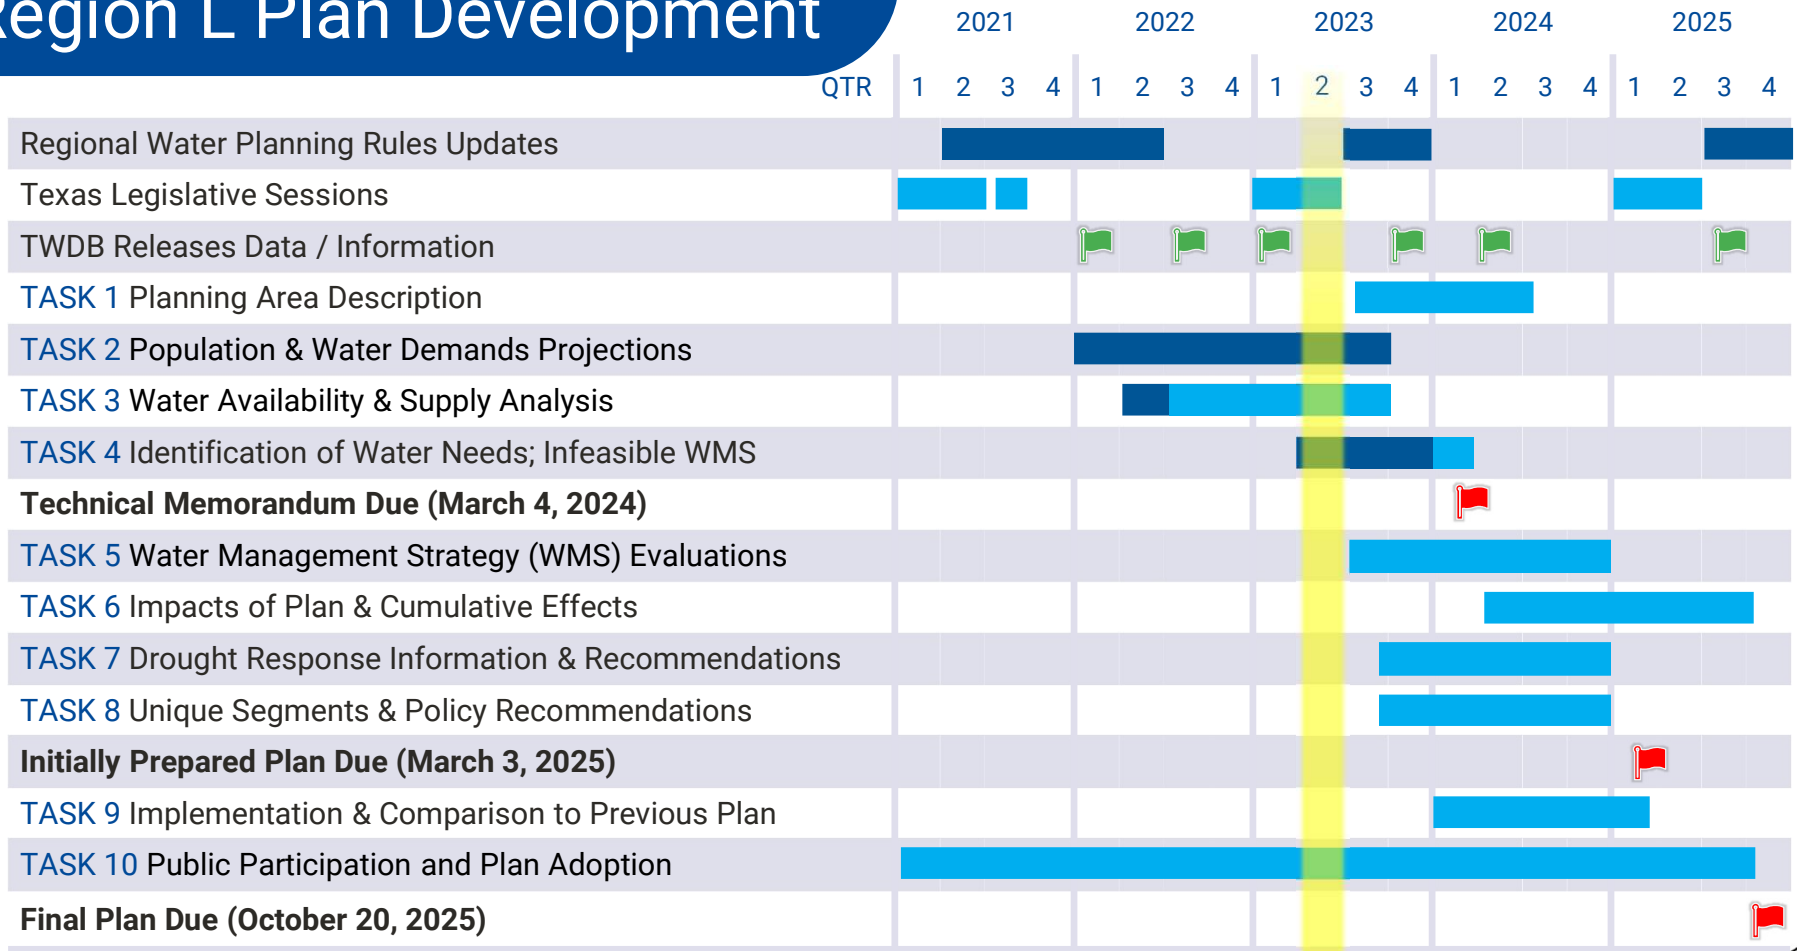 Region L Plan Development
2021 2022 2023 2024 2025
QTR 1 2 3 4 1 2 3 4 1 2 3 4 1 2 3 4 1 2 3 4
Regional Water Planning Rules Updates
Texas Legislative Sessions
TWDB Releases Data / Information
TASK 1 Planning Area Description
TASK 2 Population & Water Demands Projections
TASK 3 Water Availability & Supply Analysis
TASK 4 Identification of Water Needs; Infeasible WMS
Technical Memorandum Due (March 4, 2024)
TASK 5 Water Management Strategy (WMS) Evaluations
TASK 6 Impacts of Plan & Cumulative Effects
TASK 7 Drought Response Information & Recommendations
TASK 8 Unique Segments & Policy Recommendations
Initially Prepared Plan Due (March 3, 2025)
TASK 9 Implementation & Comparison to Previous Plan
TASK 10 Public Participation and Plan Adoption
Final Plan Due (October 20, 2025)